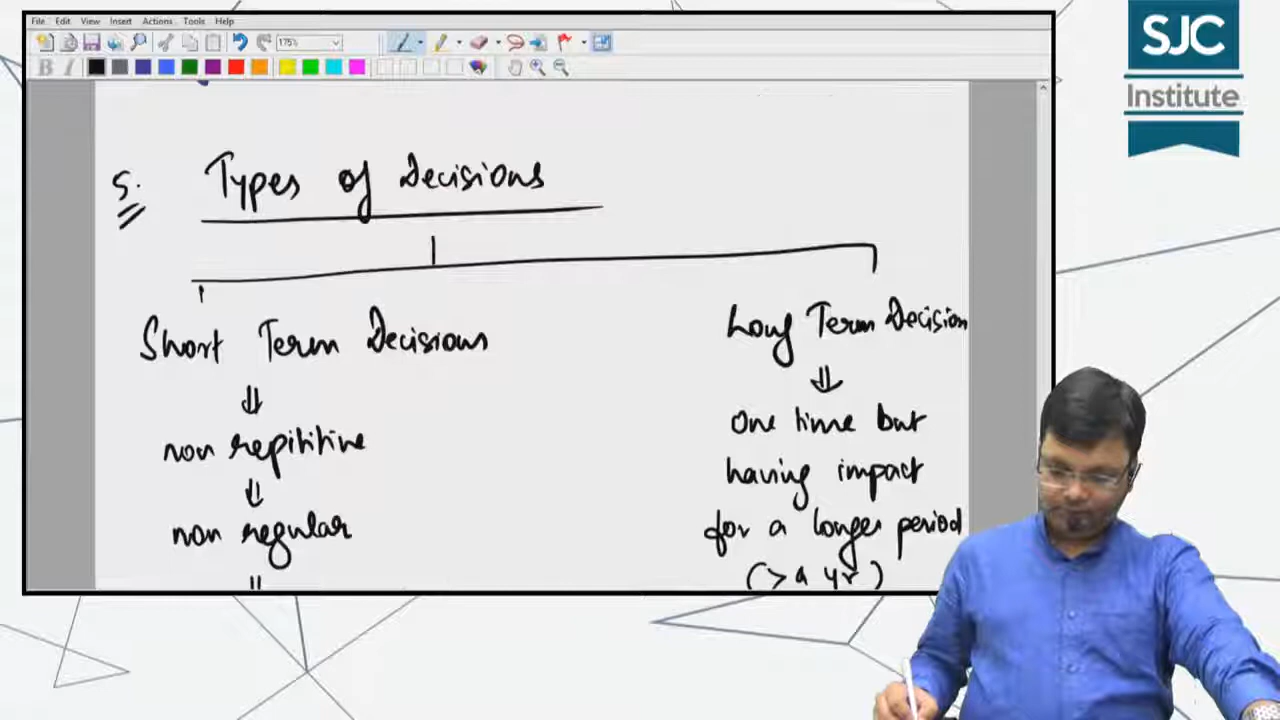 File Edit View Insert Actions Tools Help
175%
B I
SJC
Institute
5. Types of Decisions
Short Term Decisions
Long Term Decision
non repititive
one time but
having impact
non regular
for a longer period
(> a yr)